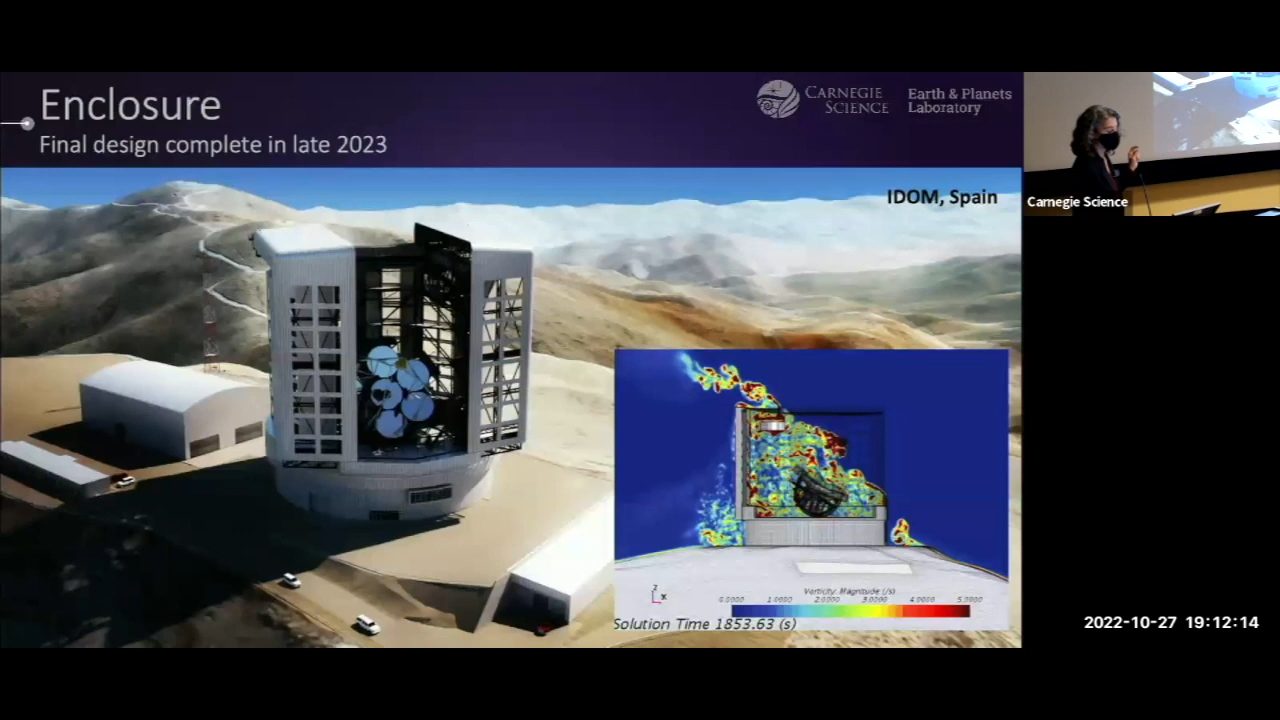 Enclosure
Final design complete in late 2023
CARNEGIE
SCIENCE
Earth & Planets
Laboratory
IDOM, Spain
Carnegie Science
Z
X
Vorticity: Magnitude (/s)
0.0000 1.0000 2.0000 3.0000 4.0000 5.0000
Solution Time 1853.63 (s)
2022-10-27 19:12:14